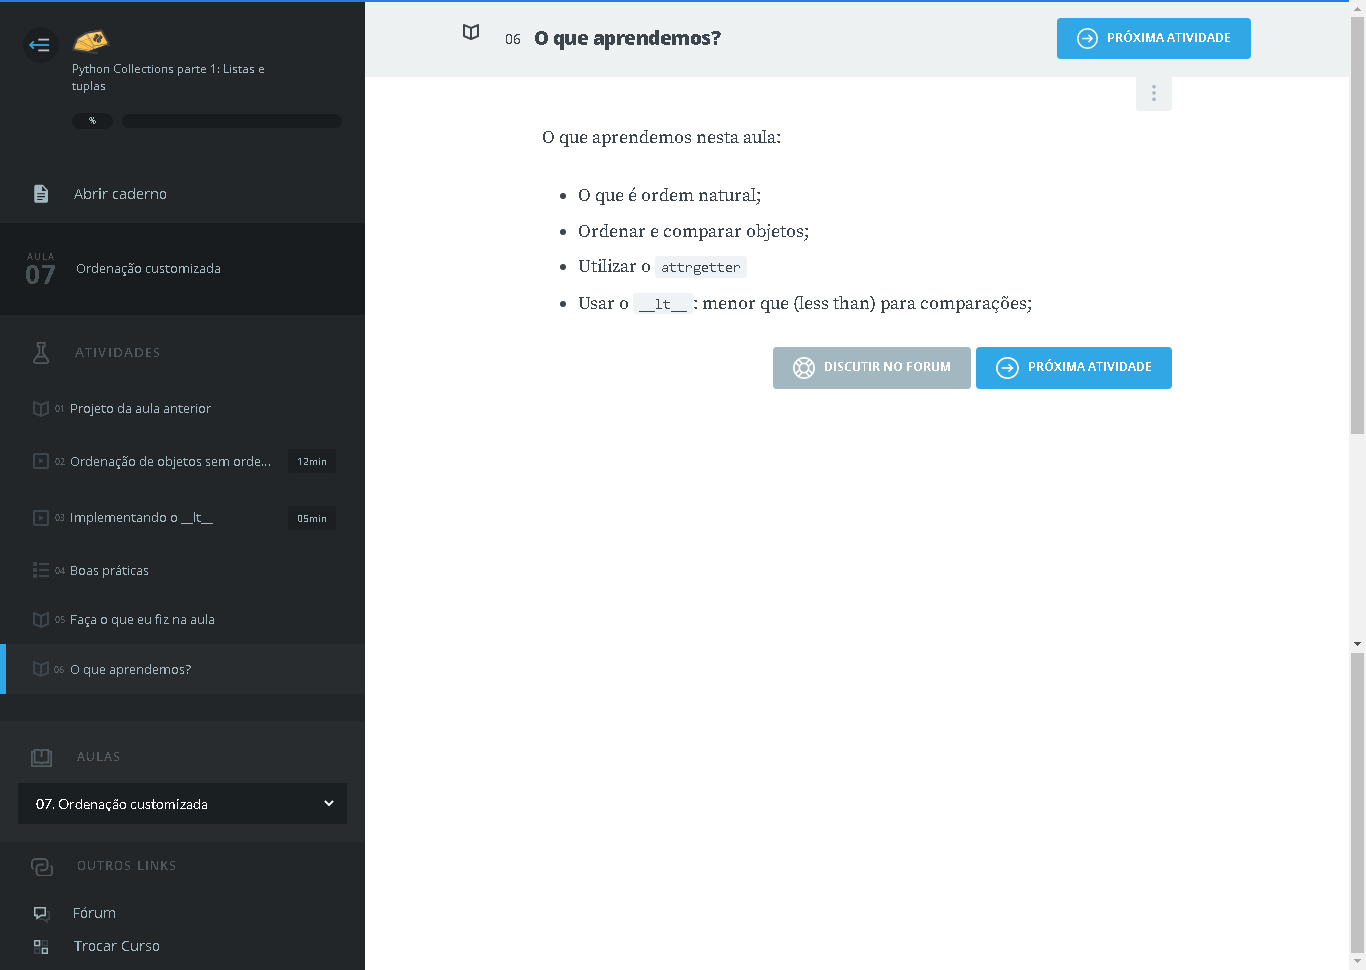 Python Collections parte 1: Listas e
tuplas
%
Abrir caderno
AULA
07
Ordenação customizada
ATIVIDADES
01 Projeto da aula anterior
02 Ordenação de objetos sem orde... 12min
03 Implementando o __lt__ 05min
04 Boas práticas
05 Faça o que eu fiz na aula
06 O que aprendemos?
AULAS
07. Ordenação customizada
OUTROS LINKS
Fórum
Trocar Curso
06 O que aprendemos?
PRÓXIMA ATIVIDADE
O que aprendemos nesta aula:
• O que é ordem natural;
• Ordenar e comparar objetos;
• Utilizar o attrgetter
• Usar o __lt__: menor que (less than) para comparações;
DISCUTIR NO FORUM
PRÓXIMA ATIVIDADE